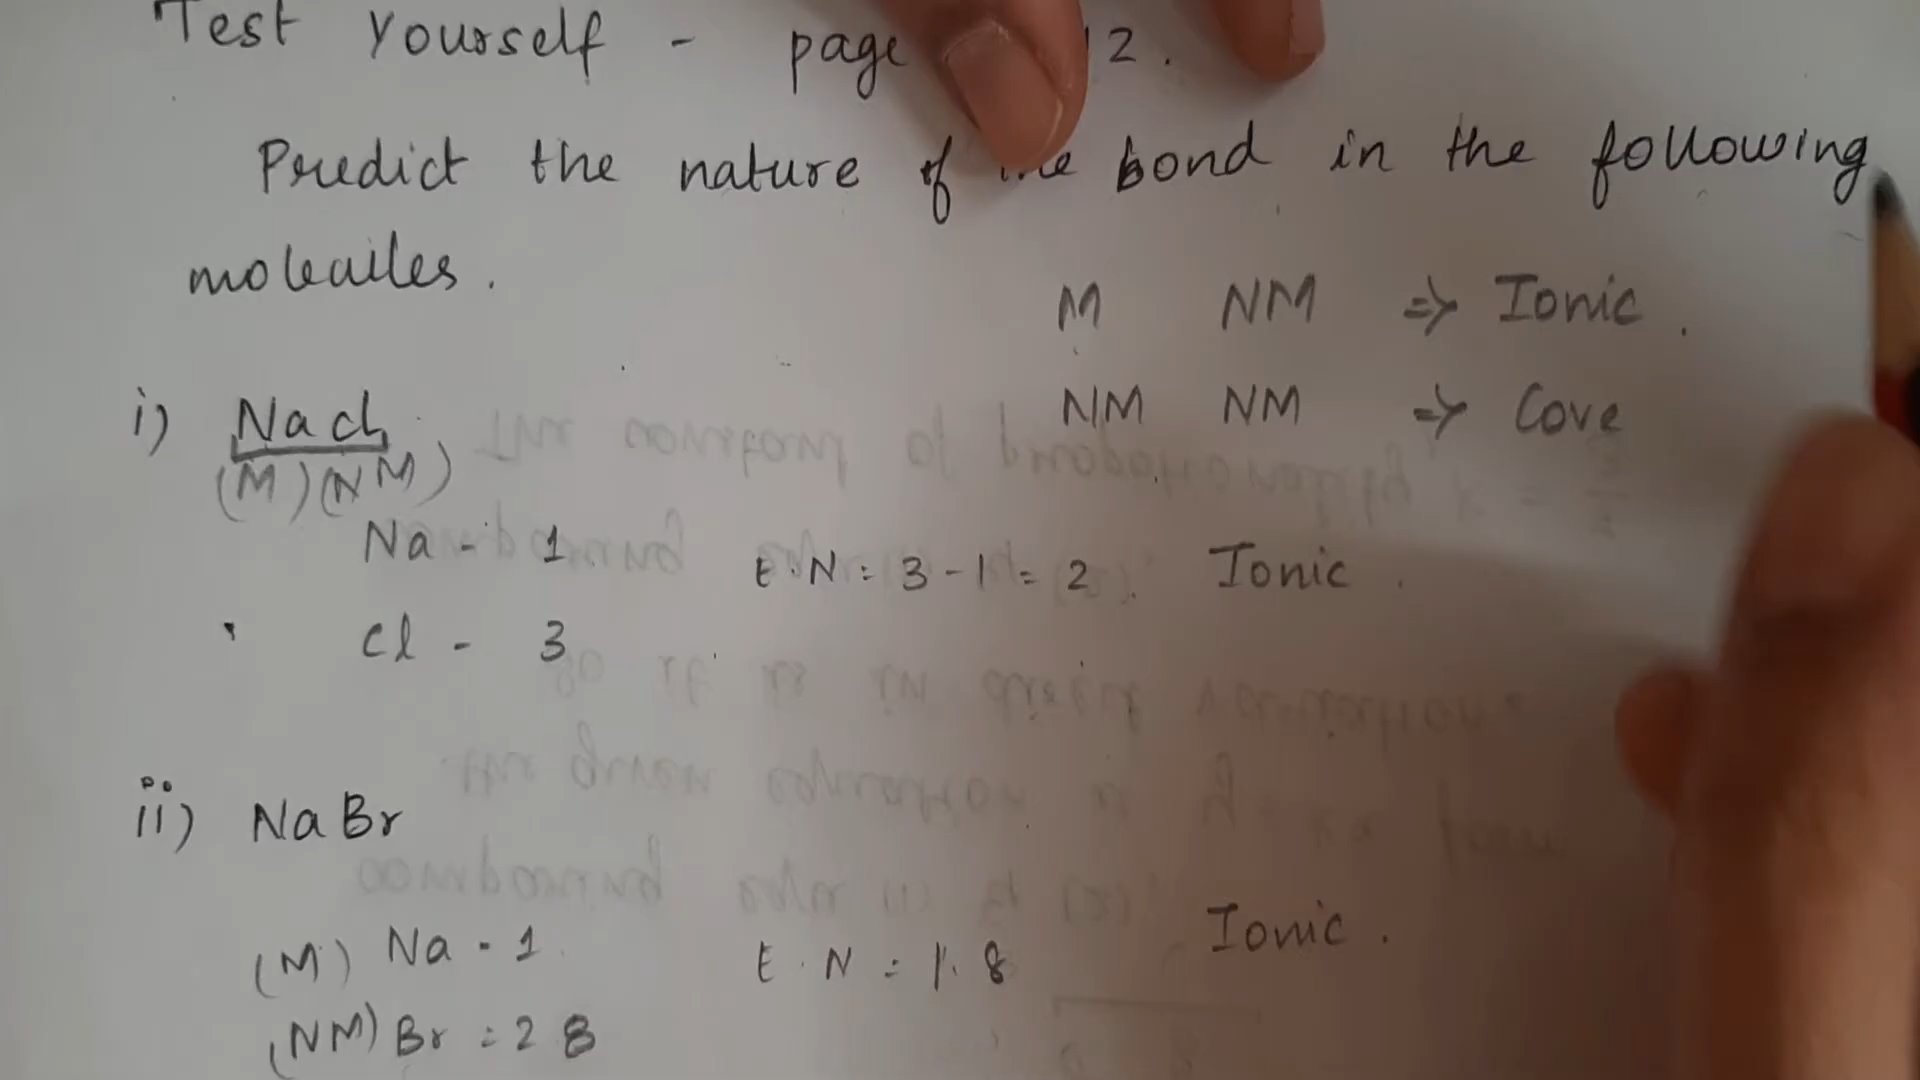 Test Yourself - page 12.
Predict the nature of the bond in the following
molecules.
M NM => Ionic.
NM NM => Cove
i) NaCl
(M) (NM)
Na - 1
E.N = 3 - 1 = 2. Ionic.
Cl - 3
ii) NaBr
(M) Na - 1
E.N = 1.8 Ionic.
(NM) Br = 2 8